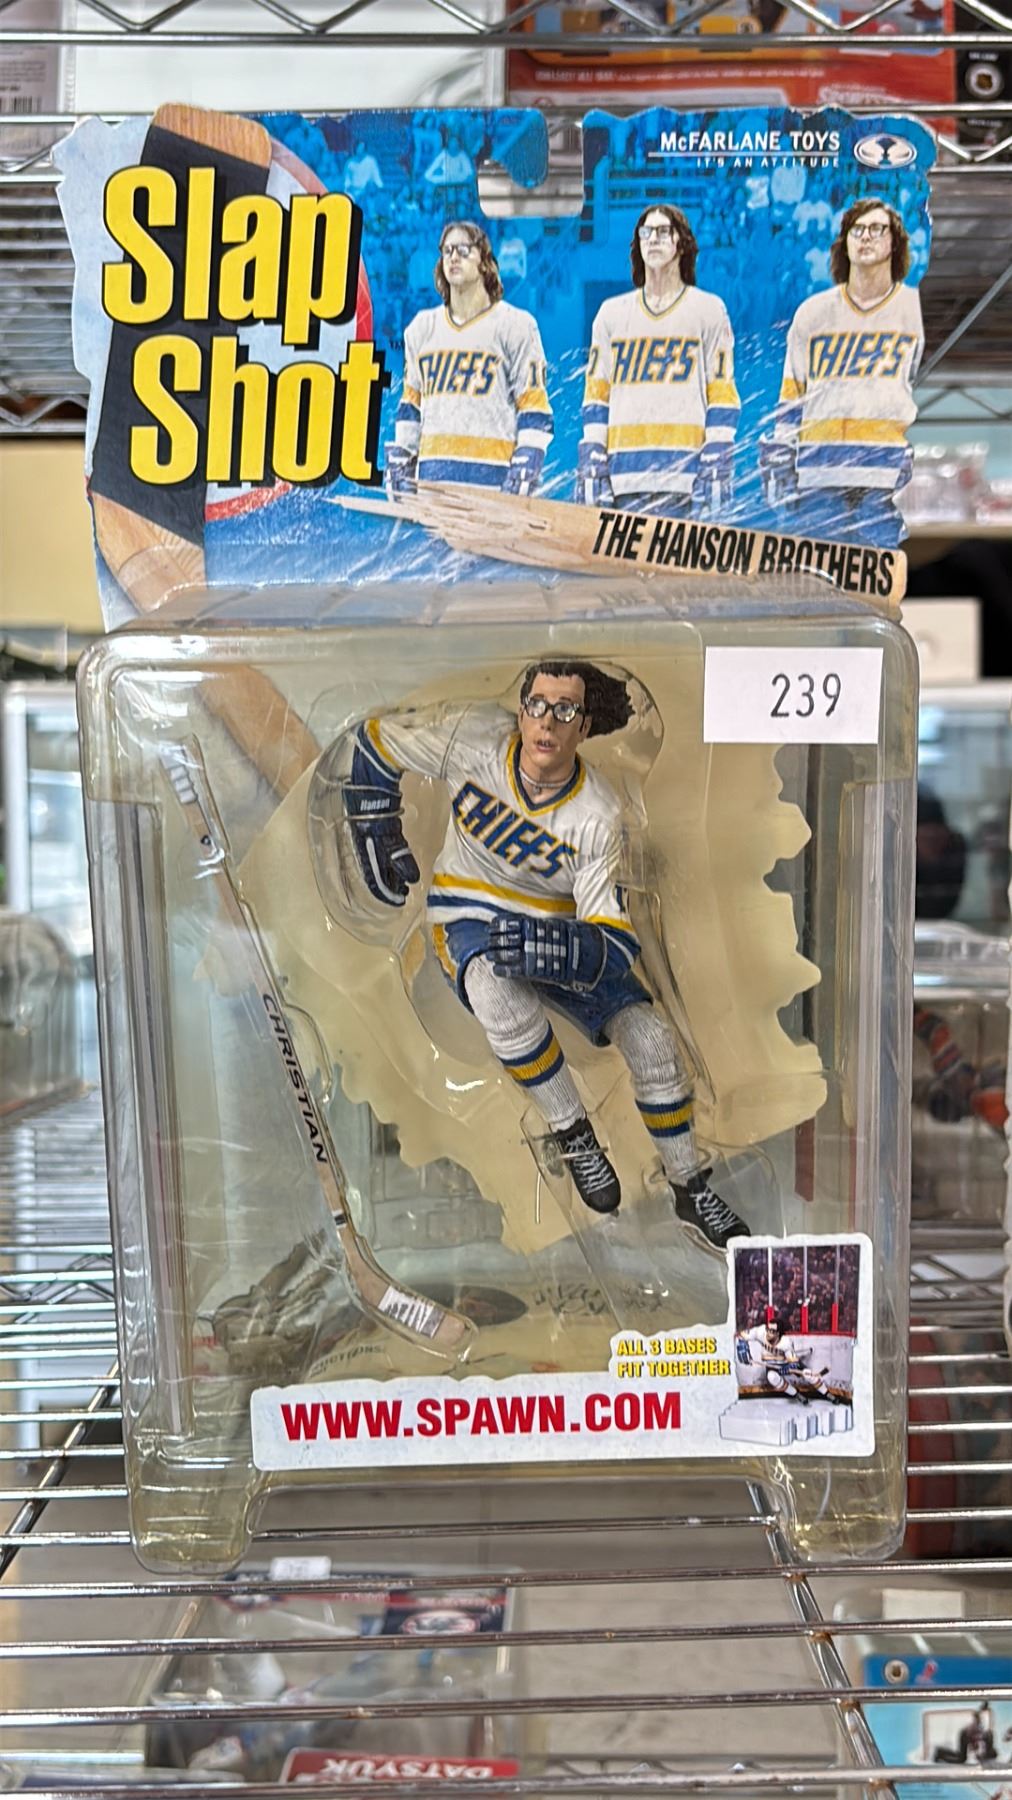 McFARLANE TOYS
IT'S AN ATTITUDE
Slap
Shot
CHIEFS
CHIEFS
CHIEFS
THE HANSON BROTHERS
239
Hanson
CHIEFS
CHRISTIAN
ALL 3 BASES
FIT TOGETHER
WWW.SPAWN.COM
DATSYUK